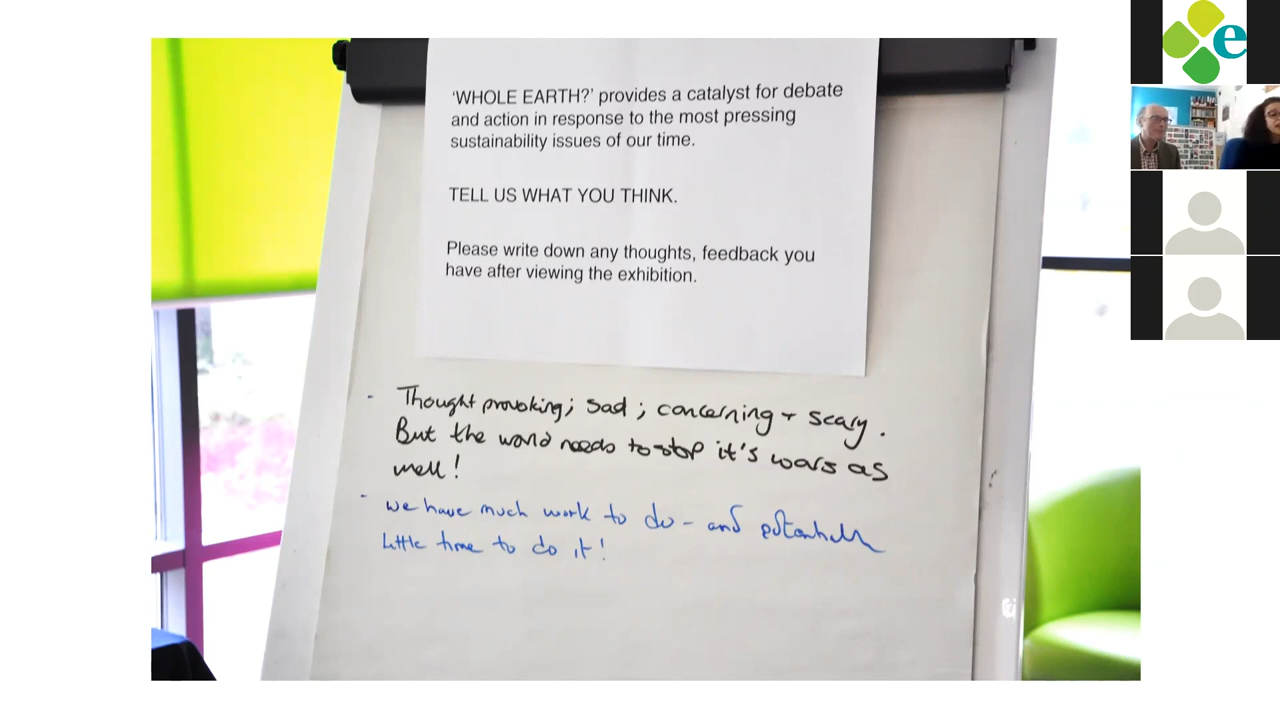 'WHOLE EARTH?' provides a catalyst for debate
and action in response to the most pressing
sustainability issues of our time.
TELL US WHAT YOU THINK.
Please write down any thoughts, feedback you
have after viewing the exhibition.
- Thought provoking; sad; concerning + scary.
But the world needs to stop it's wars as
well!
- we have much work to do - and potentially
little time to do it!
e